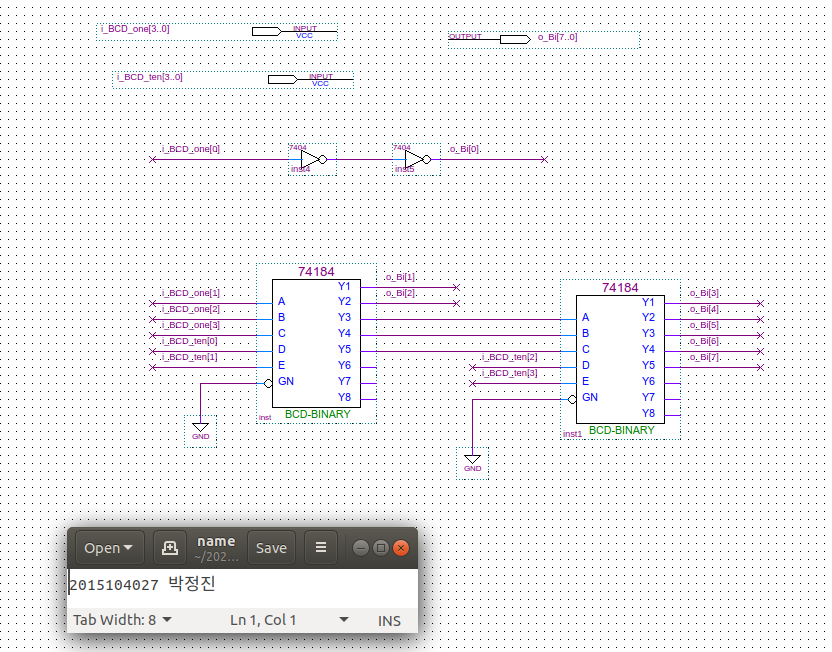 i_BCD_one[3..0]
INPUT
VCC
OUTPUT
o_Bi[7..0]
i_BCD_ten[3..0]
INPUT
VCC
i_BCD_one[0]
7404
inst4
7404
inst5
o_Bi[0]
74184
i_BCD_one[1]
i_BCD_one[2]
i_BCD_one[3]
i_BCD_ten[0]
i_BCD_ten[1]
A
B
C
D
E
GN
Y1
Y2
Y3
Y4
Y5
Y6
Y7
Y8
o_Bi[1]
o_Bi[2]
inst
BCD-BINARY
GND
74184
i_BCD_ten[2]
i_BCD_ten[3]
A
B
C
D
E
GN
Y1
Y2
Y3
Y4
Y5
Y6
Y7
Y8
o_Bi[3]
o_Bi[4]
o_Bi[5]
o_Bi[6]
o_Bi[7]
inst1
BCD-BINARY
GND
Open
name
~/202...
Save
2015104027 박정진
Tab Width: 8
Ln 1, Col 1
INS